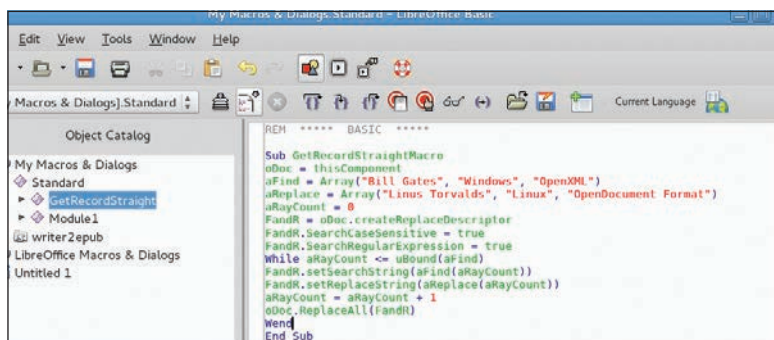 My Macros & Dialogs.Standard - LibreOffice Basic
Edit View Tools Window Help
Macros & Dialogs].Standard
Current Language
Object Catalog
My Macros & Dialogs
Standard
GetRecordStraight
Module1
writer2epub
LibreOffice Macros & Dialogs
Untitled 1
REM ***** BASIC *****
Sub GetRecordStraightMacro
oDoc = thisComponent
aFind = Array("Bill Gates", "Windows", "OpenXML")
aReplace = Array("Linus Torvalds", "Linux", "OpenDocument Format")
aRayCount = 0
FandR = oDoc.createReplaceDescriptor
FandR.SearchCaseSensitive = true
FandR.SearchRegularExpression = true
While aRayCount <= uBound(aFind)
FandR.setSearchString(aFind(aRayCount))
FandR.setReplaceString(aReplace(aRayCount))
aRayCount = aRayCount + 1
oDoc.ReplaceAll(FandR)
Wend
End Sub